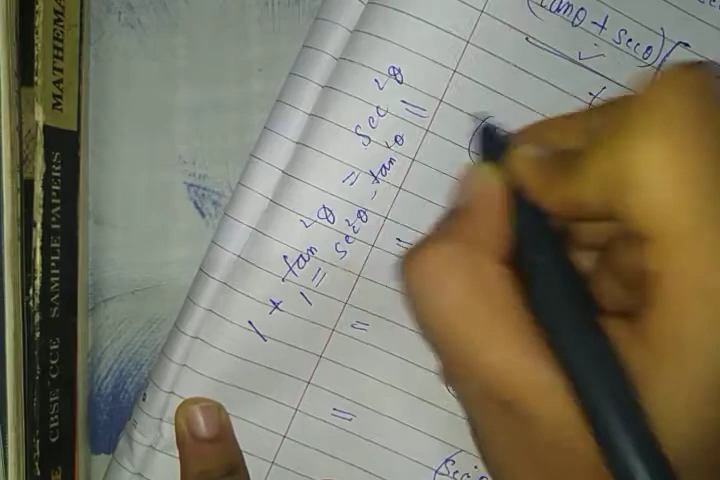 1 + tan²θ = sec²θ
1 = sec²θ - tan²θ
(tanθ + secθ)
=
=
=
=
MATHEMA
CBSE CCE SAMPLE PAPERS